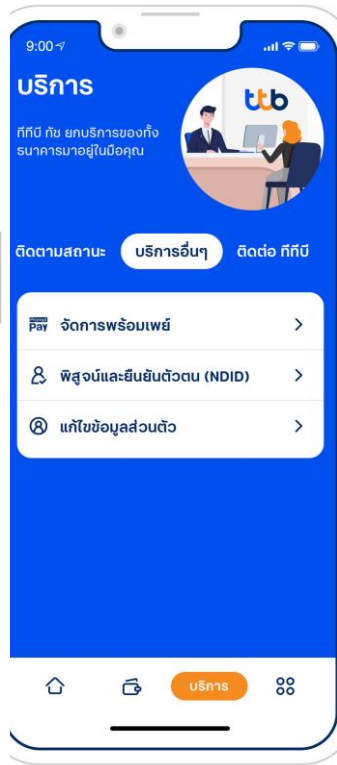 9:00
บริการ
ttb
ทีทีบี ทัช ยกบริการของทั้ง
ธนาคารมาอยู่ในมือคุณ
ติดตามสถานะ บริการอื่นๆ ติดต่อ ทีทีบี
Pay จัดการพร้อมเพย์
พิสูจน์และยืนยันตัวตน (NDID)
แก้ไขข้อมูลส่วนตัว
บริการ